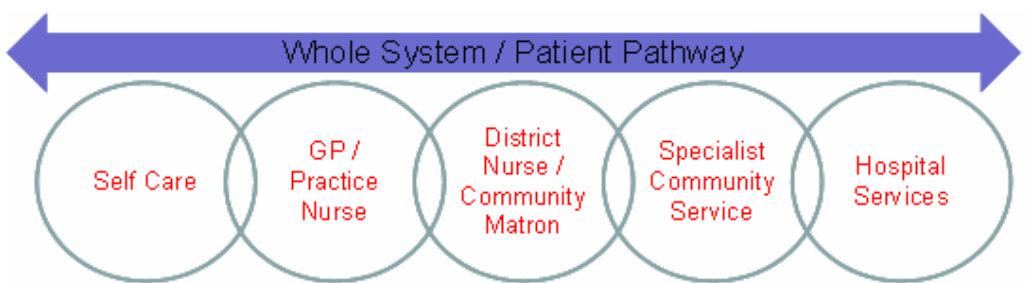 Whole System / Patient Pathway
Self Care
GP /
Practice
Nurse
District
Nurse /
Community
Matron
Specialist
Community
Service
Hospital
Services